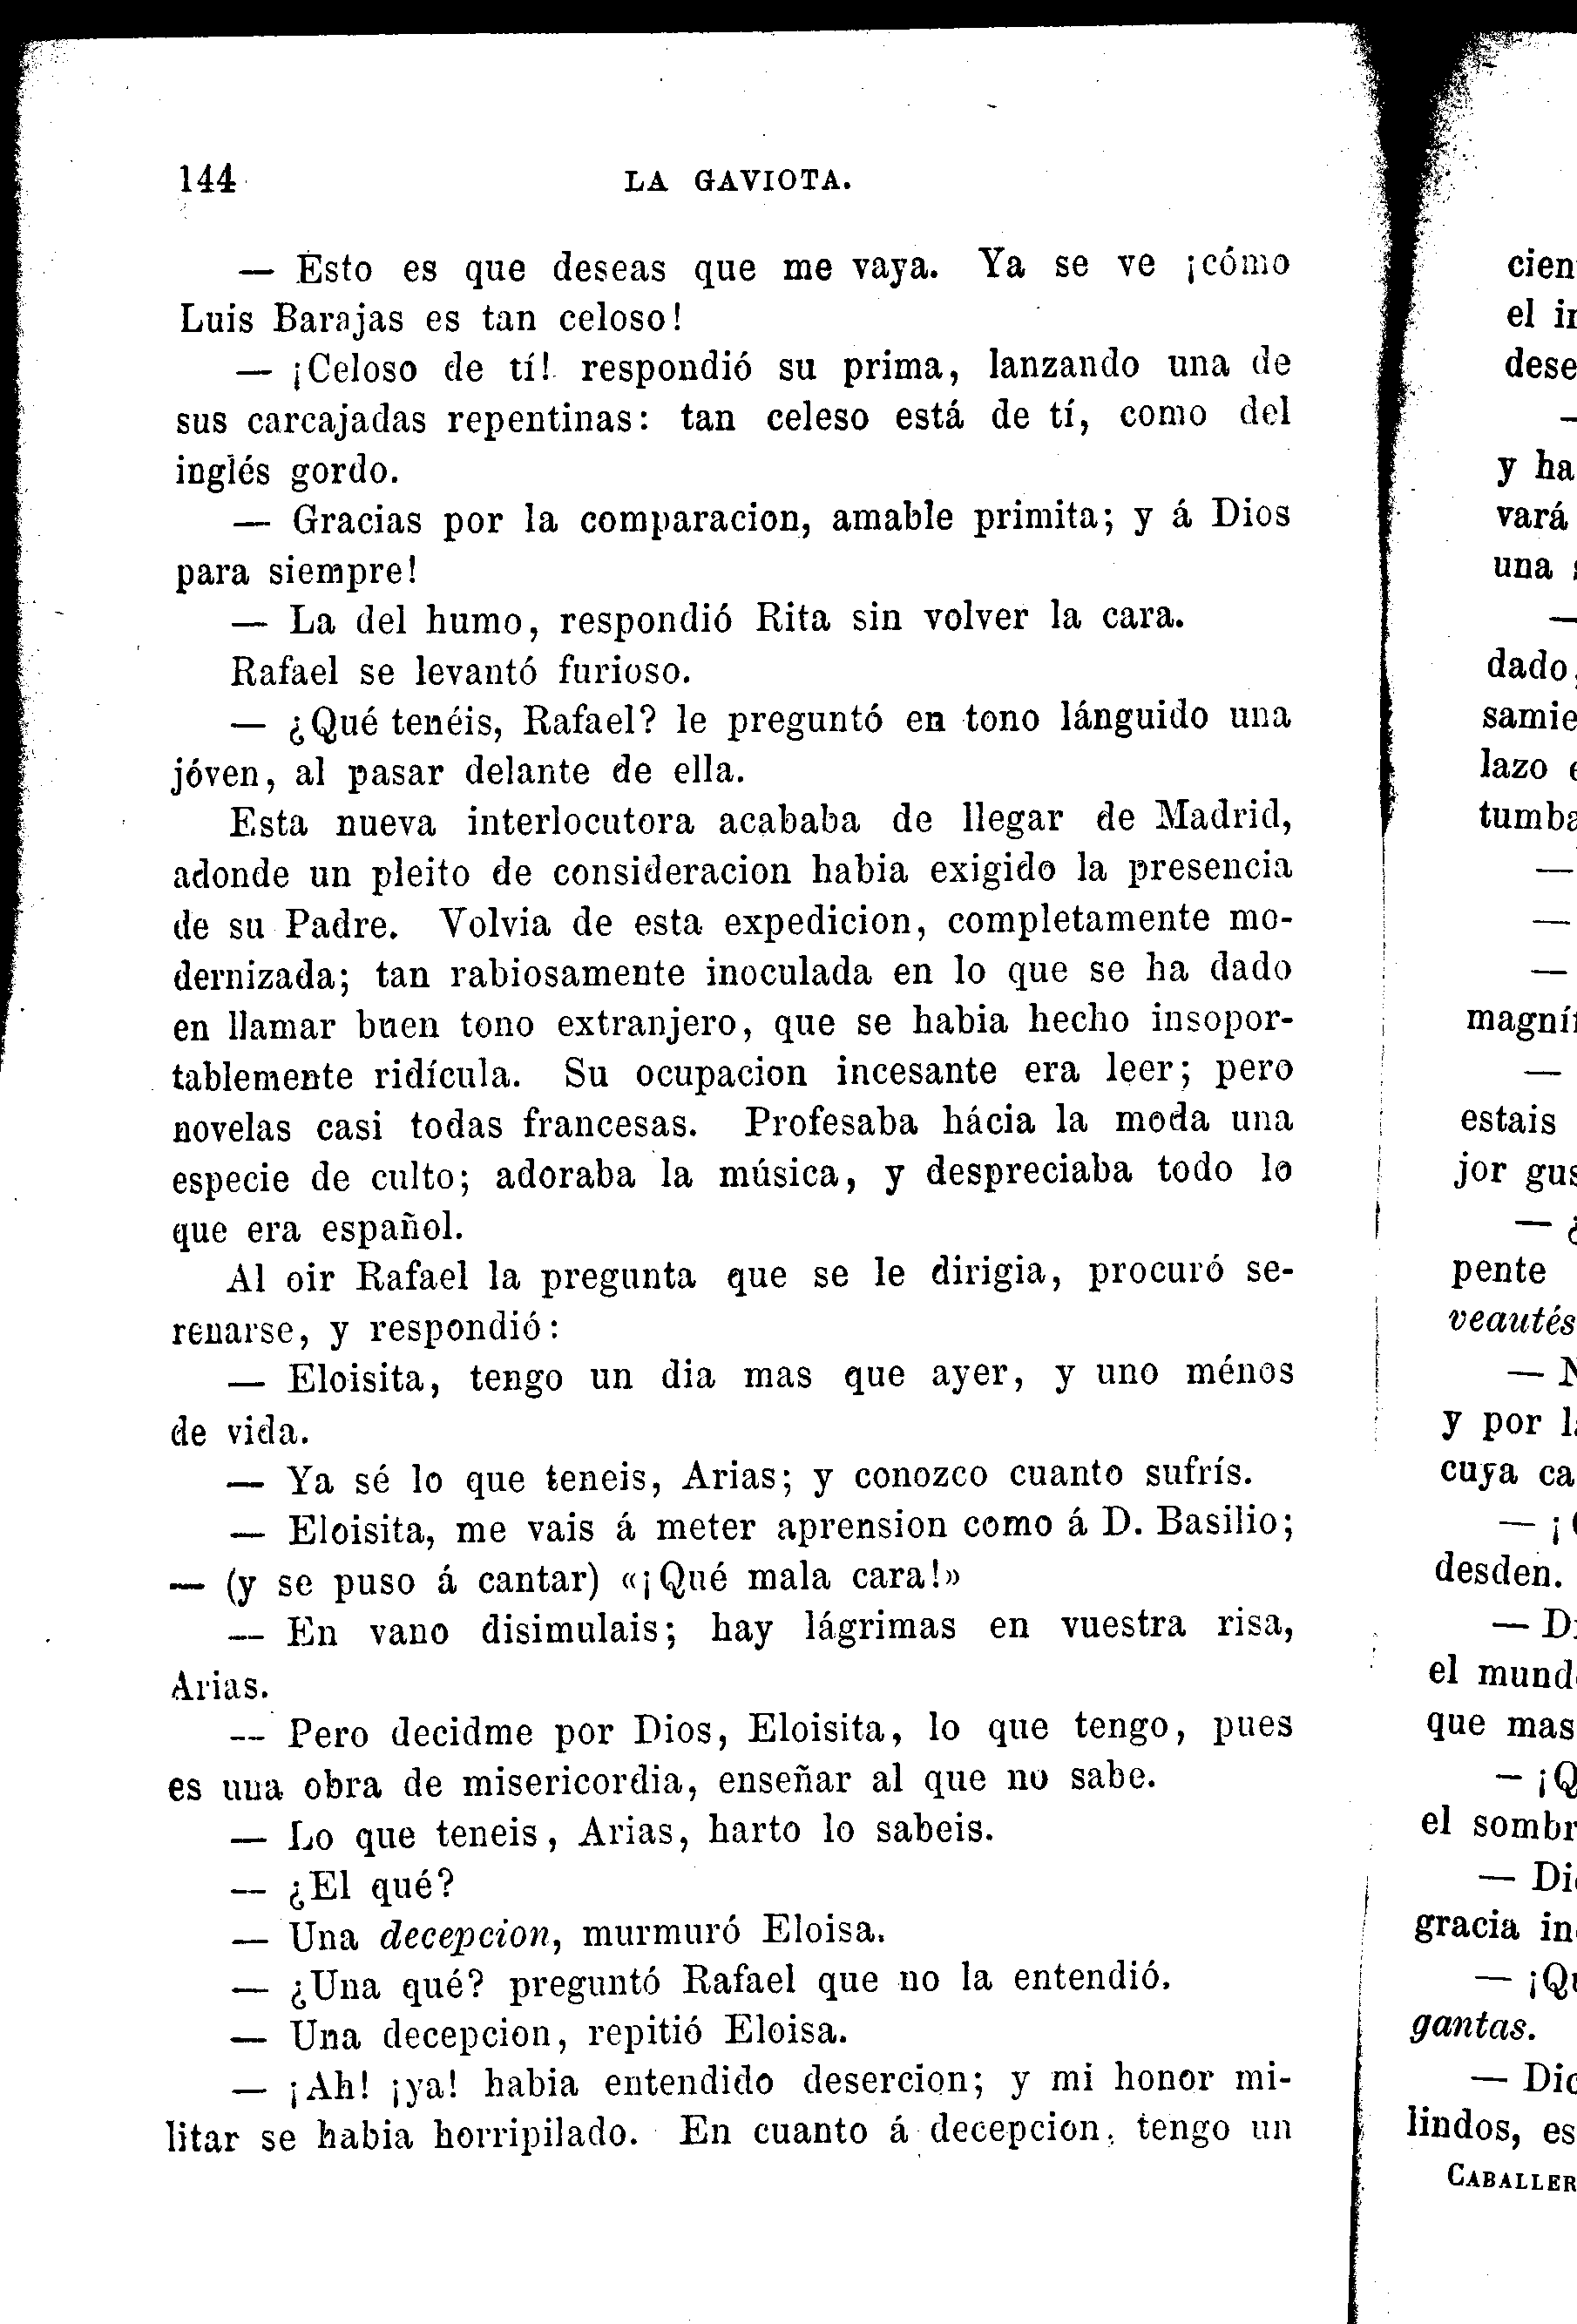 144 LA GAVIOTA.
— Esto es que deseas que me vaya. Ya se ve ¡cómo
Luis Barajas es tan celoso!
— ¡Celoso de tí! respondió su prima, lanzando una de
sus carcajadas repentinas: tan celeso está de tí, como del
inglés gordo.
— Gracias por la comparacion, amable primita; y á Dios
para siempre!
— La del humo, respondió Rita sin volver la cara.
Rafael se levantó furioso.
— ¿Qué tenéis, Rafael? le preguntó en tono lánguido una
jóven, al pasar delante de ella.
Esta nueva interlocutora acababa de llegar de Madrid,
adonde un pleito de consideracion habia exigido la presencia
de su Padre. Volvia de esta expedicion, completamente mo-
dernizada; tan rabiosamente inoculada en lo que se ha dado
en llamar buen tono extranjero, que se habia hecho insopor-
tablemente ridícula. Su ocupacion incesante era leer; pero
novelas casi todas francesas. Profesaba hácia la moda una
especie de culto; adoraba la música, y despreciaba todo lo
que era español.
Al oir Rafael la pregunta que se le dirigia, procuró se-
renarse, y respondió:
— Eloisita, tengo un dia mas que ayer, y uno ménos
de vida.
— Ya sé lo que teneis, Arias; y conozco cuanto sufrís.
— Eloisita, me vais á meter aprension como á D. Basilio;
— (y se puso á cantar) «¡Qué mala cara!»
— En vano disimulais; hay lágrimas en vuestra risa,
Arias.
— Pero decidme por Dios, Eloisita, lo que tengo, pues
es una obra de misericordia, enseñar al que no sabe.
— Lo que teneis, Arias, harto lo sabeis.
— ¿El qué?
— Una decepcion, murmuró Eloisa.
— ¿Una qué? preguntó Rafael que no la entendió.
— Una decepcion, repitió Eloisa.
— ¡Ah! ¡ya! habia entendido desercion; y mi honor mi-
litar se habia horripilado. En cuanto á decepcion, tengo un
cien
el
dese
—
y ha
vará
una
—
dado,
samie
lazo
tumba
—
—
—
magní
—
estais
jor gus
— ¿
pente
veautés
—
y por
cuya ca
— ¡
desden.
— D
el mund
que mas
— ¡Q
el sombr
— Di
gracia in
— ¡Qu
gantas.
— Dic
lindos, es
CABALLER